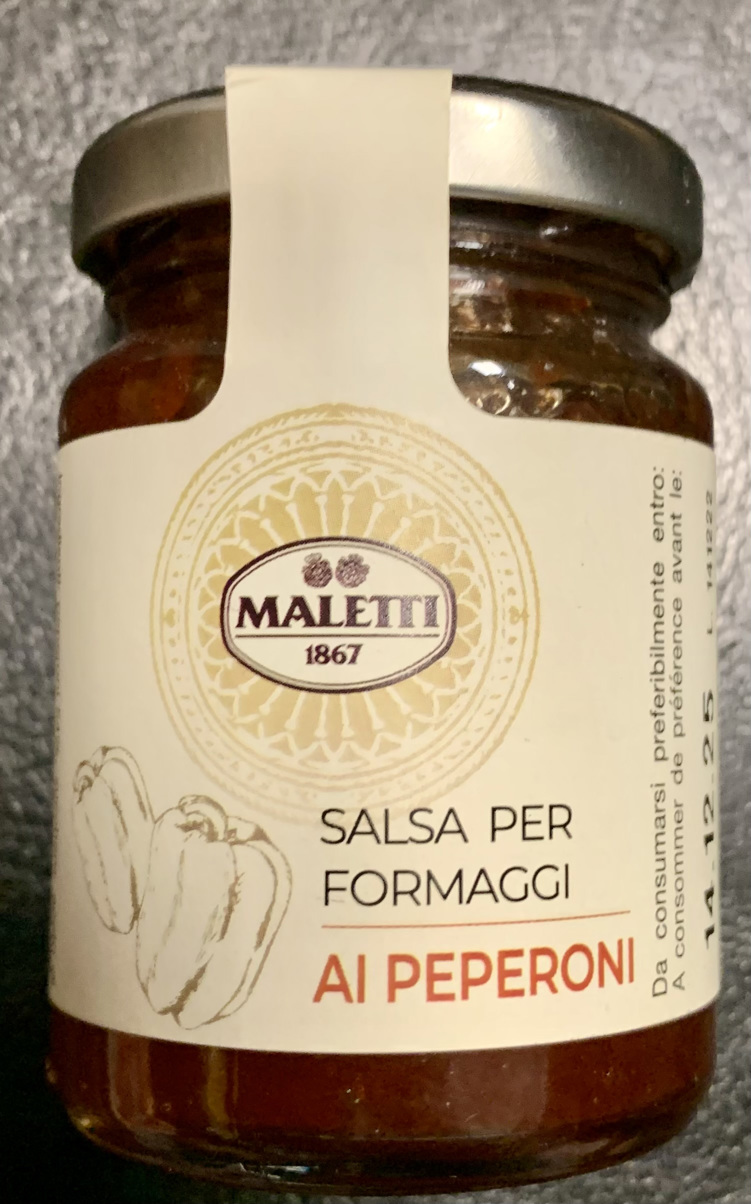 MALETTI
1867
SALSA PER
FORMAGGI
AI PEPERONI
Da consumarsi preferibilmente entro:
A consommer de préférence avant le:
14.12.25 L.141222